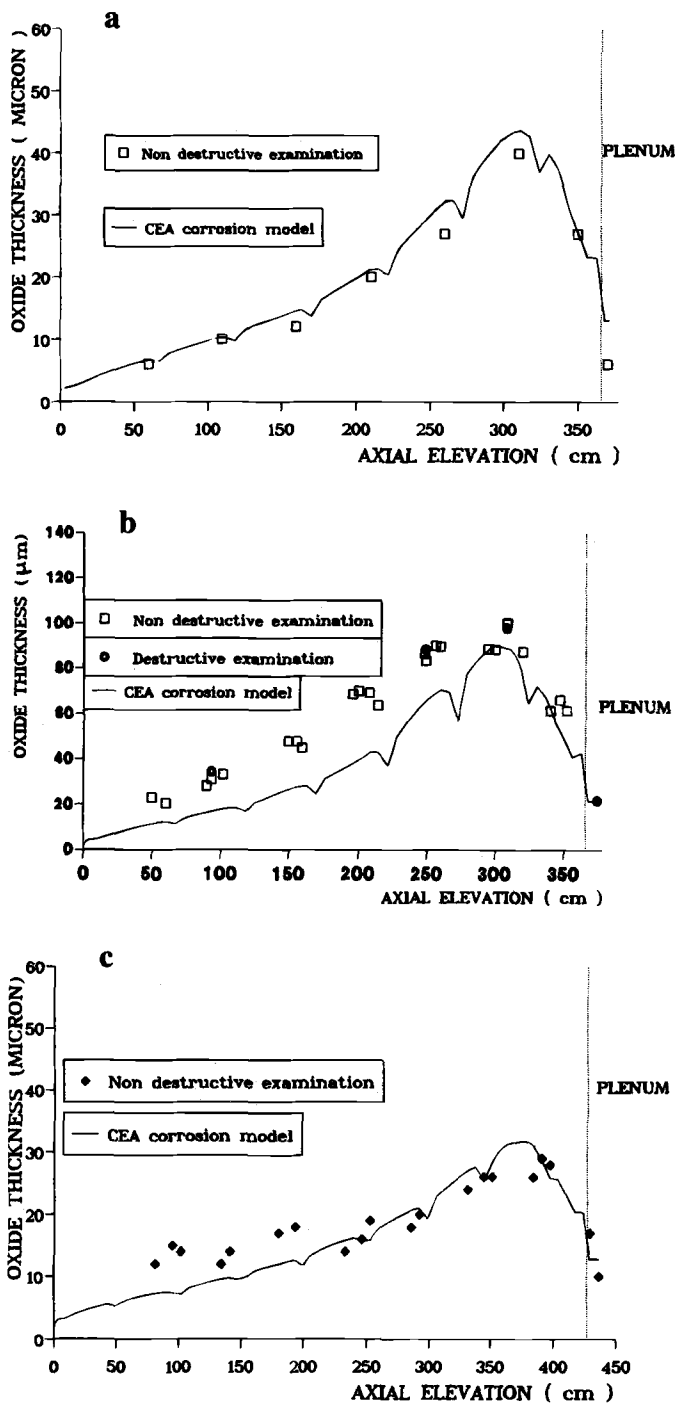 a
60
50
40
30
20
10
0
OXIDE THICKNESS ( MICRON )
Non destructive examination
CEA corrosion model
PLENUM
0 50 100 150 200 250 300 350
AXIAL ELEVATION ( cm )
b
140
120
100
80
60
40
20
0
OXIDE THICKNESS (μm)
Non destructive examination
Destructive examination
CEA corrosion model
PLENUM
0 50 100 150 200 250 300 350
AXIAL ELEVATION ( cm )
c
60
50
40
30
20
10
0
OXIDE THICKNESS (MICRON)
Non destructive examination
CEA corrosion model
PLENUM
0 50 100 150 200 250 300 350 400 450
AXIAL ELEVATION ( cm )